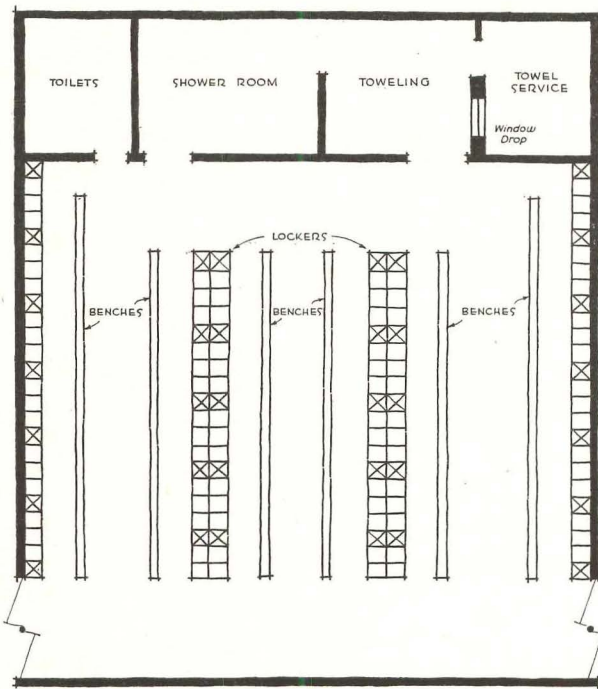 TOILETS
SHOWER ROOM
TOWELING
TOWEL
SERVICE
Window
Drop
LOCKERS
BENCHES
BENCHES
BENCHES